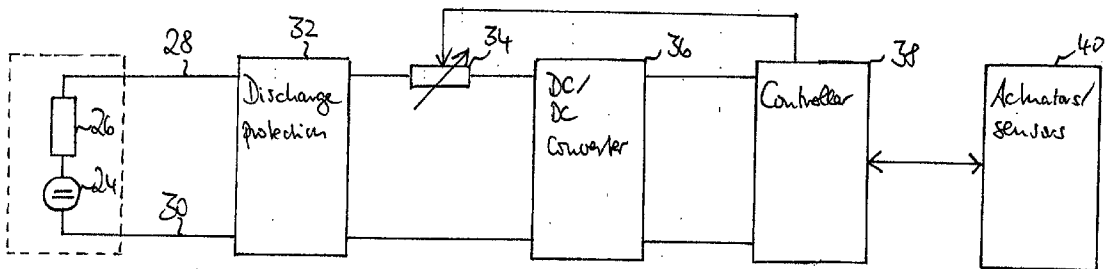 28
32
34
36
38
40
Discharge
protection
DC/
DC
Converter
Controller
Actuators/
sensors
26
24
30